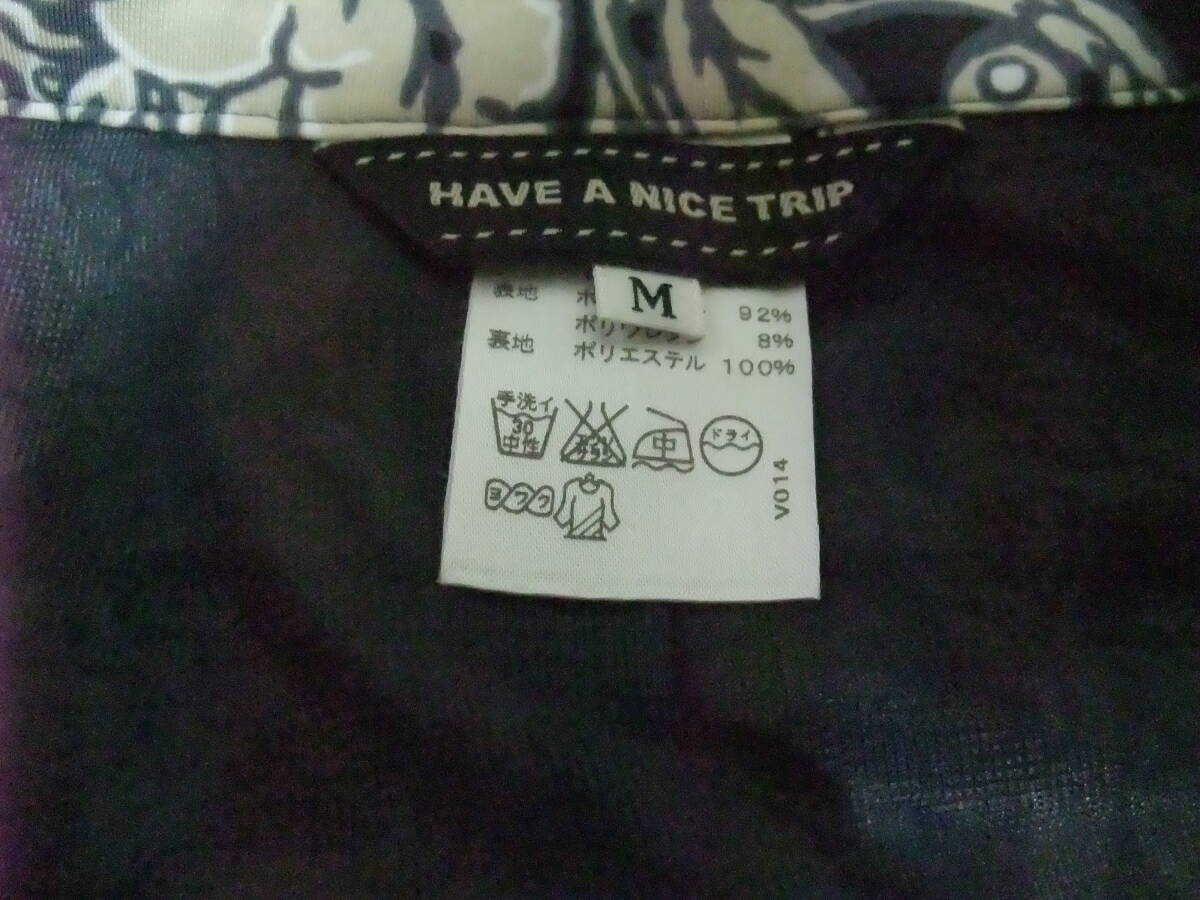 HAVE A NICE TRIP
M
表地 92%
ポリウレタン 8%
裏地 ポリエステル 100%
手洗イ
30
中性
中
ドライ
ヨワク
V014